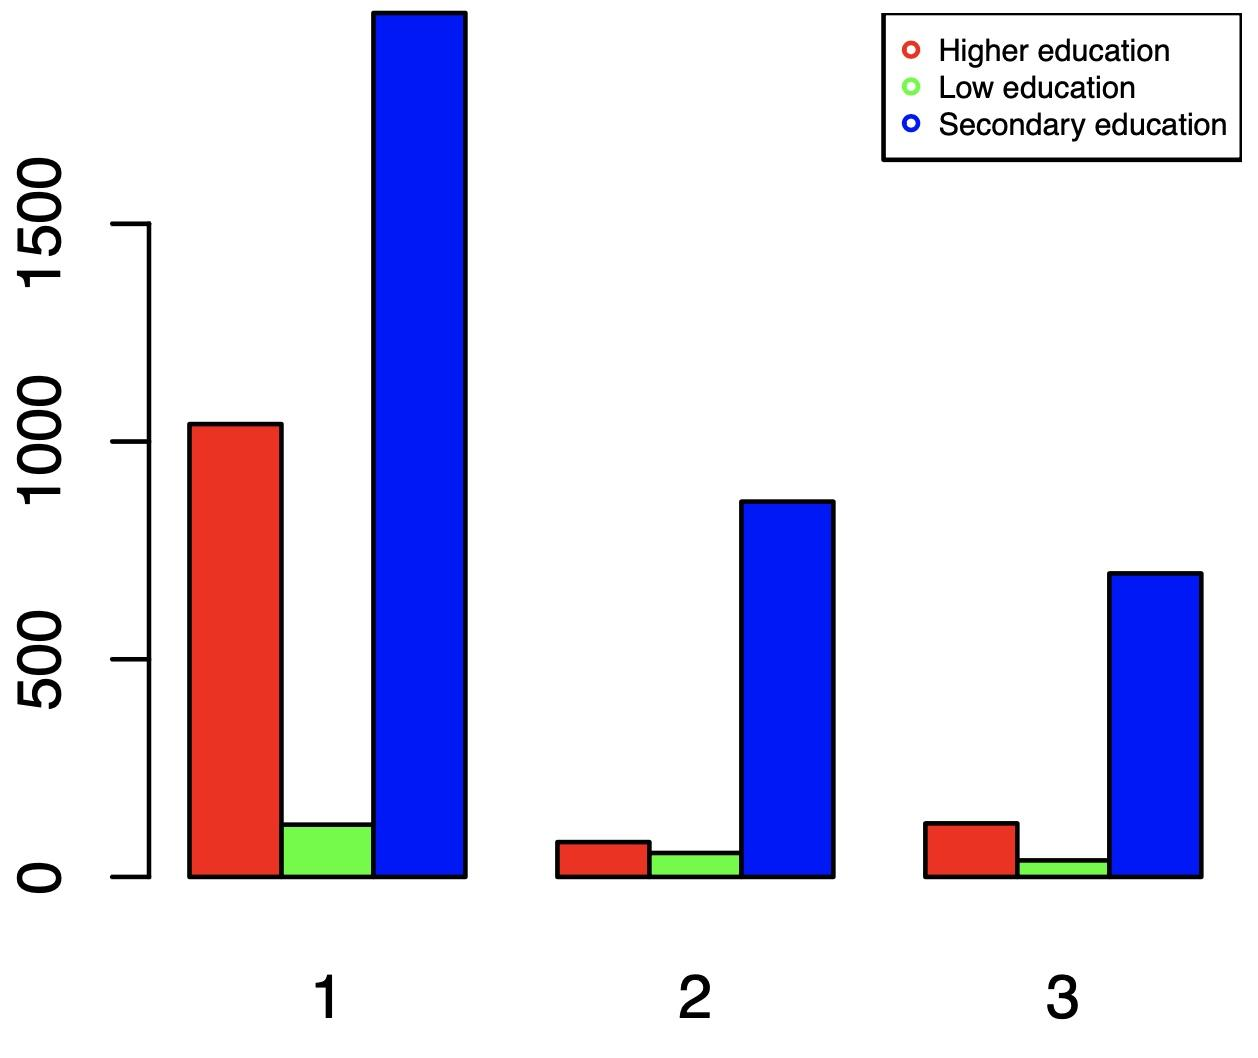 Higher education
Low education
Secondary education
1500
1000
500
0
1 2 3